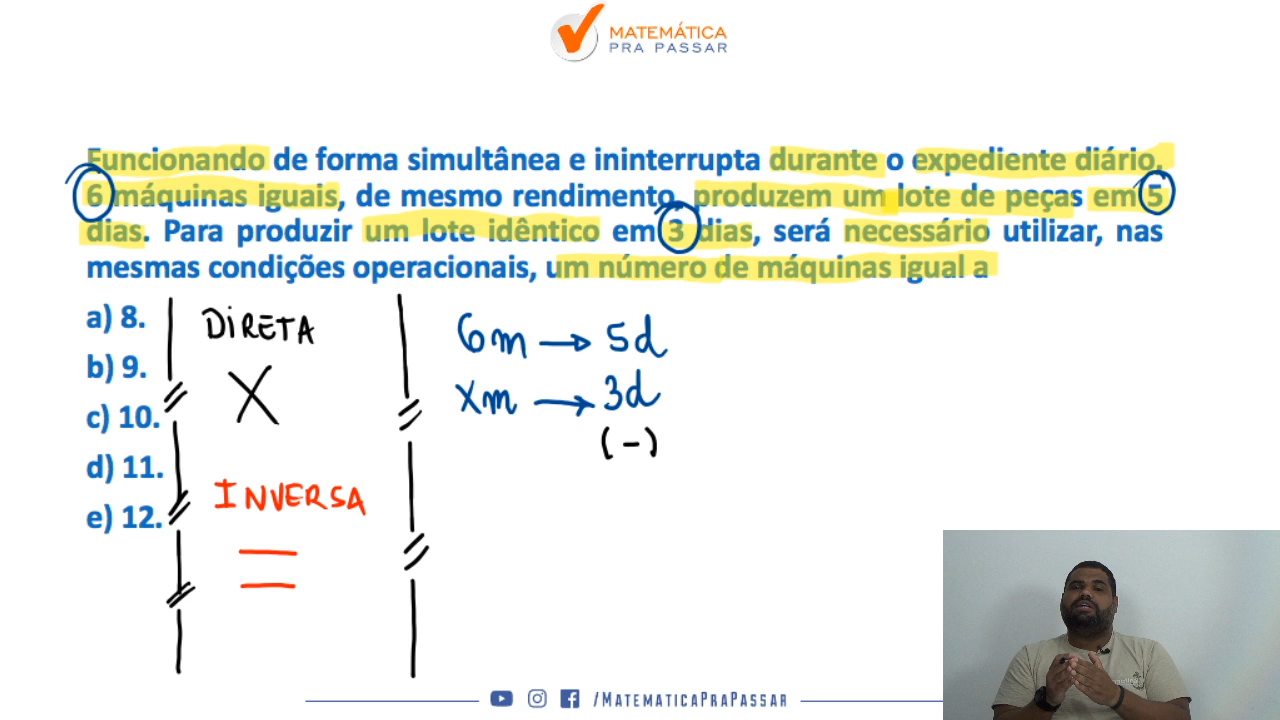 MATEMÁTICA
PRA PASSAR
Funcionando de forma simultânea e ininterrupta durante o expediente diário,
6 máquinas iguais, de mesmo rendimento, produzem um lote de peças em 5
dias. Para produzir um lote idêntico em 3 dias, será necessário utilizar, nas
mesmas condições operacionais, um número de máquinas igual a
a) 8.
b) 9.
c) 10.
d) 11.
e) 12.
DIRETA
X
INVERSA
=
6m → 5d
xm → 3d
(-)
/MATEMATICAPRAPASSAR